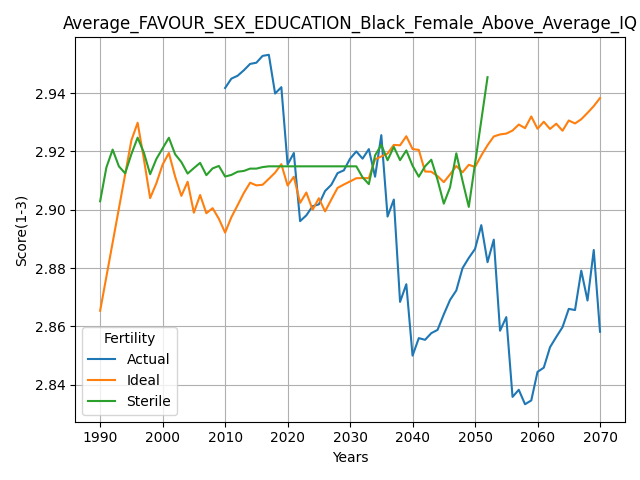 Average_FAVOUR_SEX_EDUCATION_Black_Female_Above_Average_IQ
Score(1-3)
2.94
2.92
2.90
2.88
2.86
2.84
Fertility
Actual
Ideal
Sterile
1990 2000 2010 2020 2030 2040 2050 2060 2070
Years